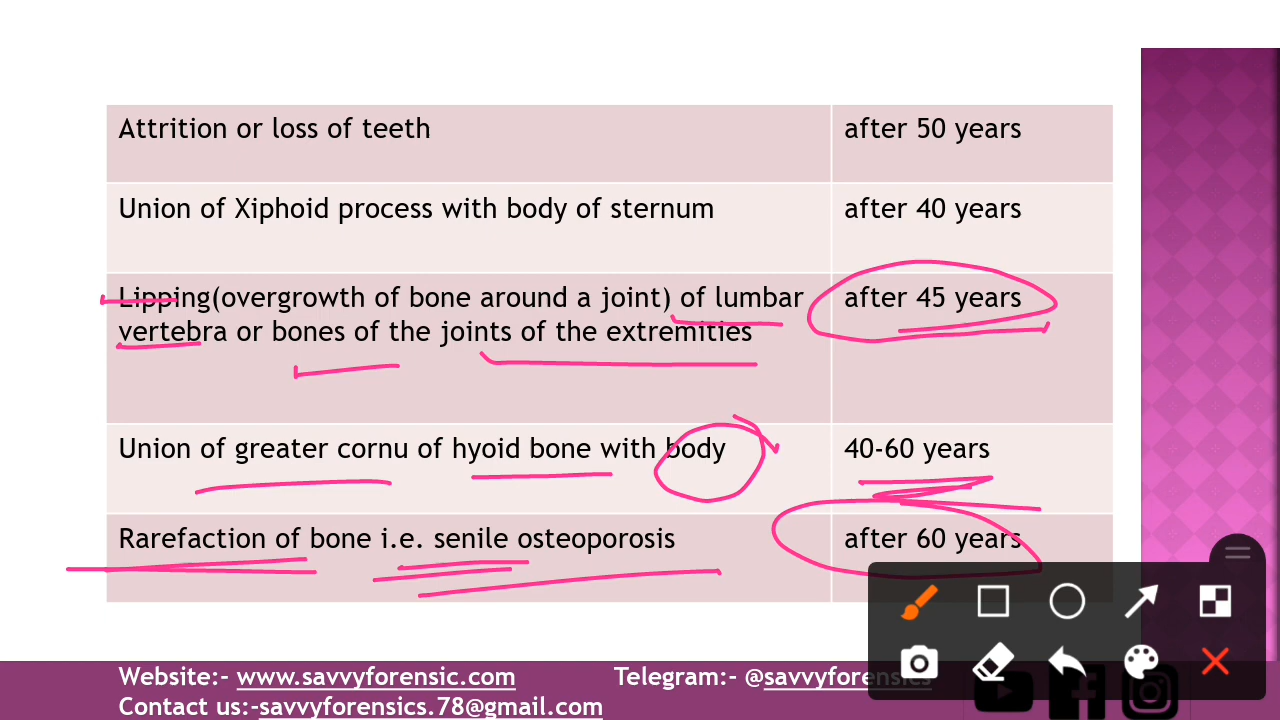 Attrition or loss of teeth
after 50 years
Union of Xiphoid process with body of sternum
after 40 years
Lipping(overgrowth of bone around a joint) of lumbar
vertebra or bones of the joints of the extremities
after 45 years
Union of greater cornu of hyoid bone with body
40-60 years
Rarefaction of bone i.e. senile osteoporosis
after 60 years
Website:- www.savvyforensic.com
Telegram:- @savvyforensics
Contact us:-savvyforensics.78@gmail.com